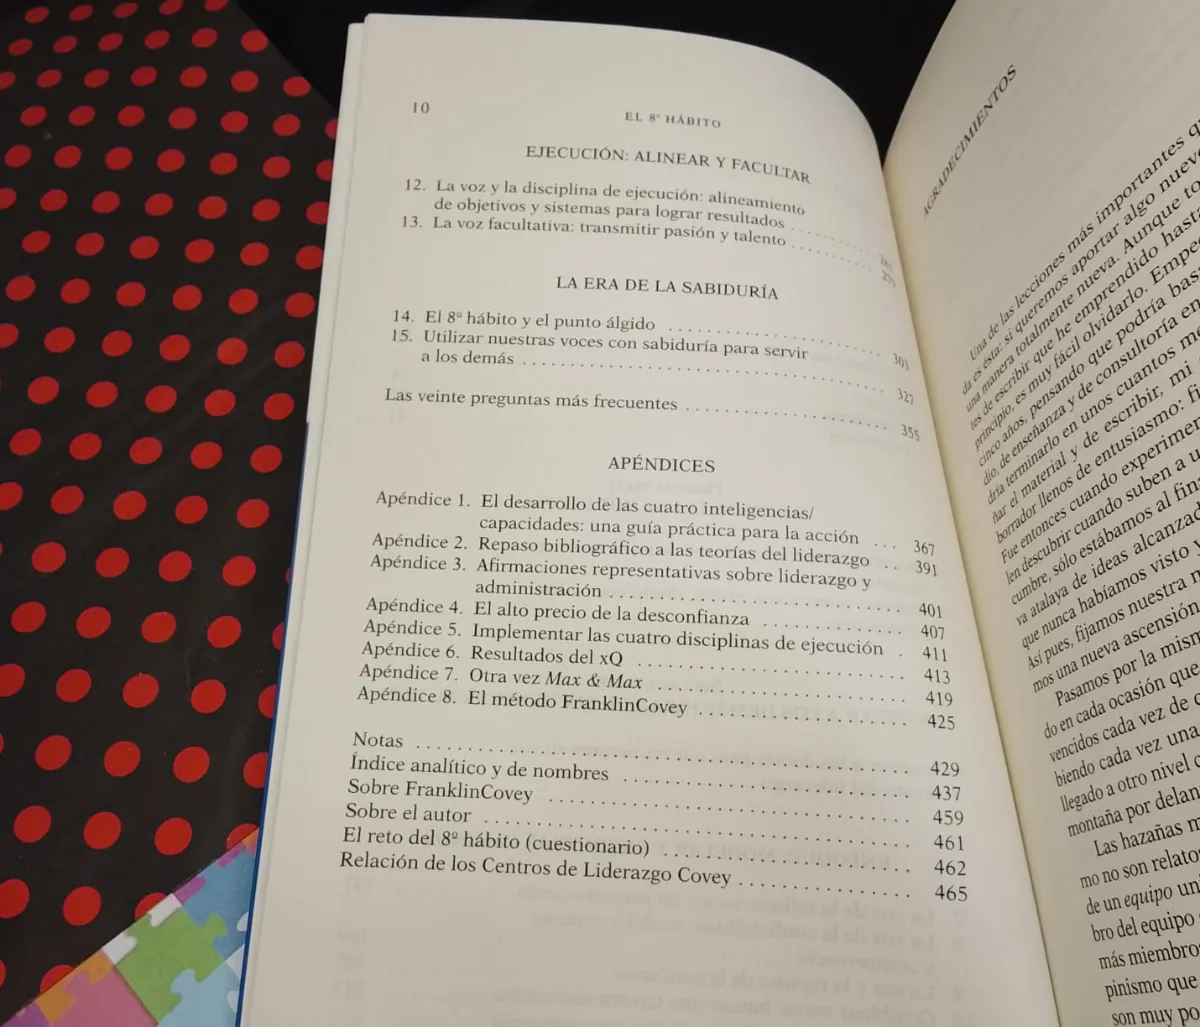 10
EL 8º HÁBITO
EJECUCIÓN: ALINEAR Y FACULTAR
12. La voz y la disciplina de ejecución: alineamiento
de objetivos y sistemas para lograr resultados
13. La voz facultativa: transmitir pasión y talento
LA ERA DE LA SABIDURÍA
14. El 8º hábito y el punto álgido 301
15. Utilizar nuestras voces con sabiduría para servir
a los demás 327
Las veinte preguntas más frecuentes 355
APÉNDICES
Apéndice 1. El desarrollo de las cuatro inteligencias/
capacidades: una guía práctica para la acción 367
Apéndice 2. Repaso bibliográfico a las teorías del liderazgo 391
Apéndice 3. Afirmaciones representativas sobre liderazgo y
administración 401
Apéndice 4. El alto precio de la desconfianza 407
Apéndice 5. Implementar las cuatro disciplinas de ejecución 411
Apéndice 6. Resultados del xQ 413
Apéndice 7. Otra vez Max & Max 419
Apéndice 8. El método FranklinCovey 425
Notas 429
Índice analítico y de nombres 437
Sobre FranklinCovey 459
Sobre el autor 461
El reto del 8º hábito (cuestionario) 462
Relación de los Centros de Liderazgo Covey 465
AGRADECIMIENTOS
Una de las lecciones más importantes
da es ésta: si queremos aportar algo
una manera totalmente nueva. Aunque
tes de escribir que he emprendido
principio, es muy fácil olvidarlo.
cinco años, pensando que podría
dio, de enseñanza y de consultoría en
dría terminarlo en unos cuantos
ñar el material y de escribir, mi
borrador llenos de entusiasmo:
Fue entonces cuando
len descubrir cuando suben a
cumbre, sólo estábamos al
va atalaya de ideas
que nunca habíamos visto y
Así pues, fijamos nuestra
mos una nueva ascensión
Pasamos por la
do en cada ocasión que
vencidos cada vez de
biendo cada vez una
llegado a otro nivel
montaña por
Las hazañas
mo no son
de un equipo
bro del equipo
más
pinismo que
son muy